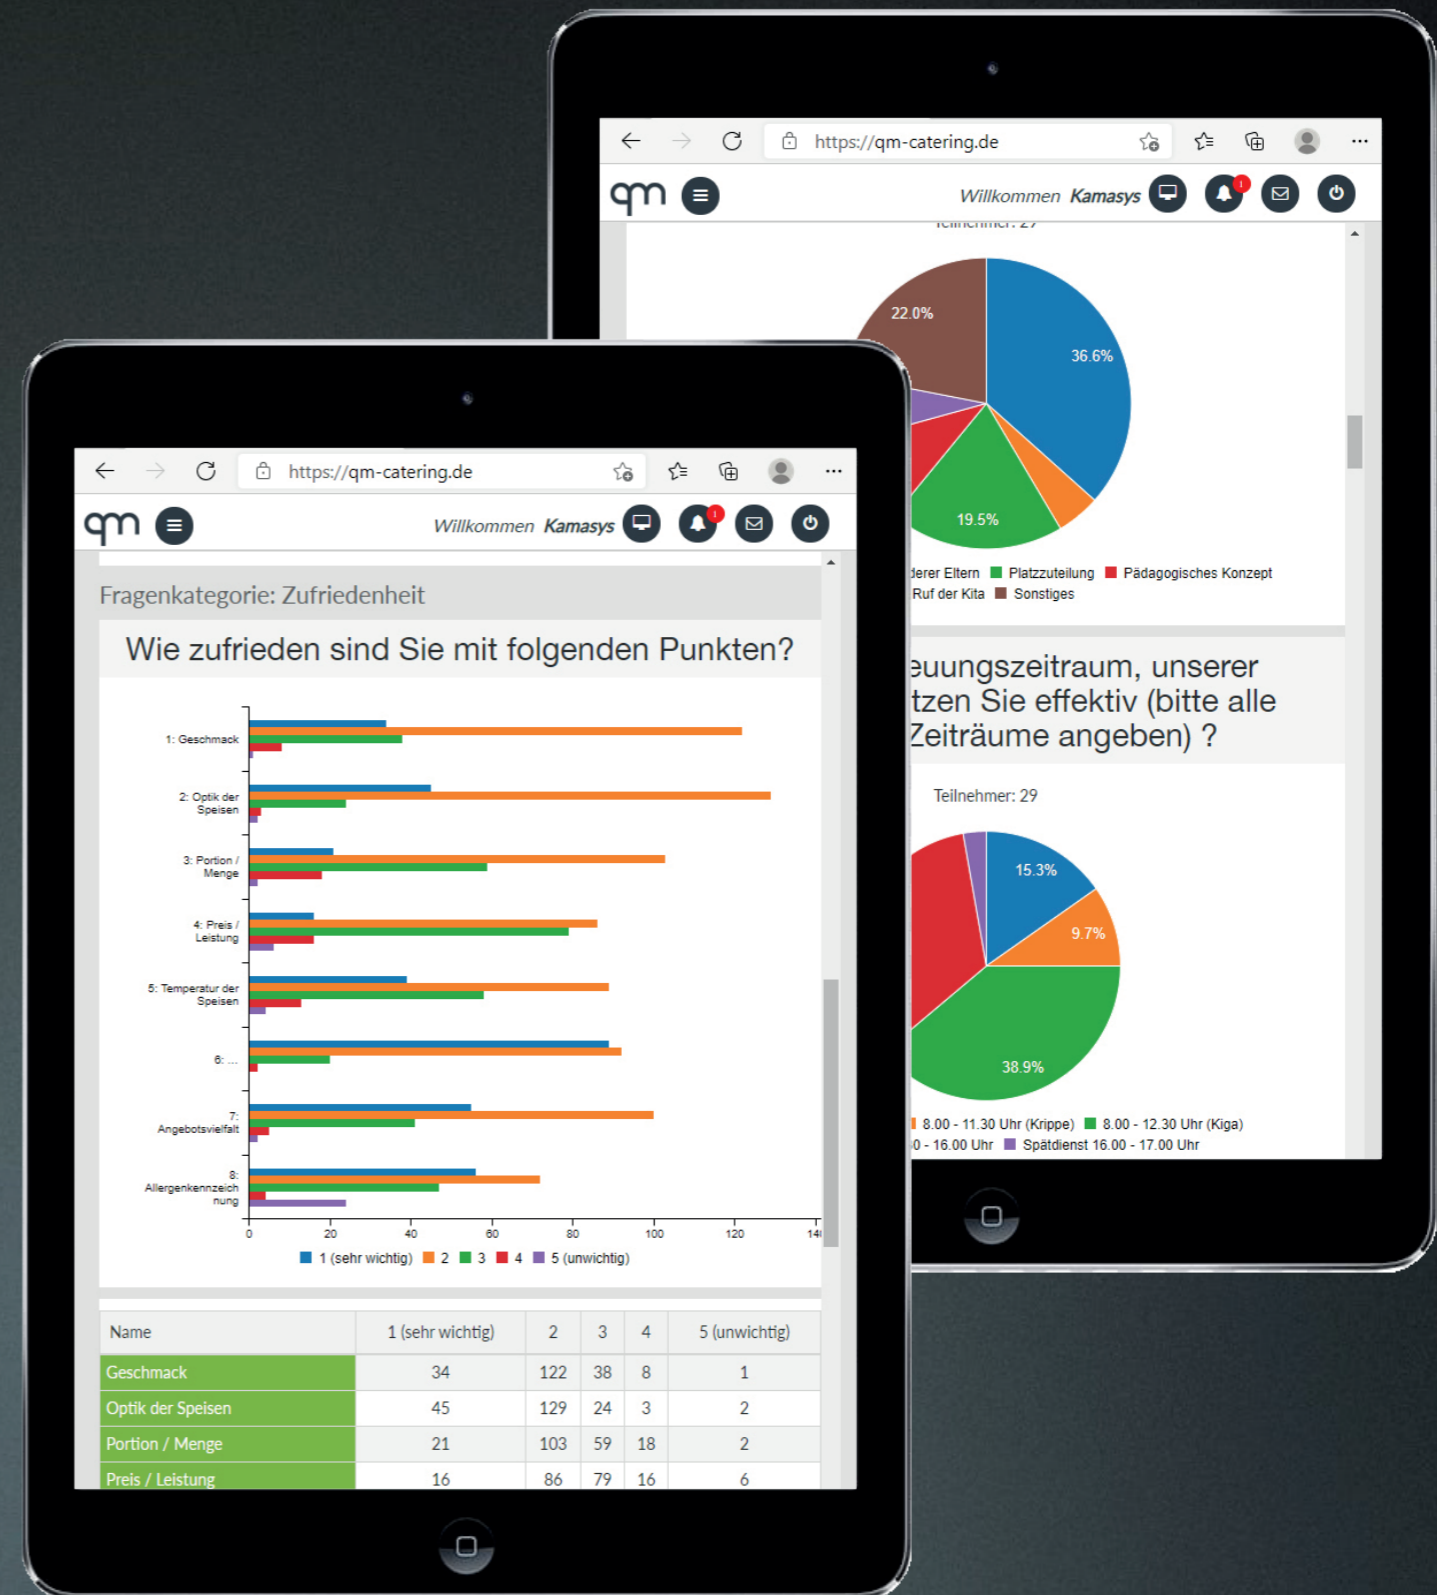 https://qm-catering.de
qm
Willkommen Kamasys
1
Teilnehmer: 27
22.0%
36.6%
19.5%
derer Eltern
Platzzuteilung
Pädagogisches Konzept
Ruf der Kita
Sonstiges
euungszeitraum, unserer
tzen Sie effektiv (bitte alle
Zeiträume angeben) ?
Teilnehmer: 29
15.3%
9.7%
38.9%
8.00 - 11.30 Uhr (Krippe)
8.00 - 12.30 Uhr (Kiga)
0 - 16.00 Uhr
Spätdienst 16.00 - 17.00 Uhr
https://qm-catering.de
qm
Willkommen Kamasys
1
Fragenkategorie: Zufriedenheit
Wie zufrieden sind Sie mit folgenden Punkten?
1: Geschmack
2: Optik der
Speisen
3: Portion /
Menge
4: Preis /
Leistung
5: Temperatur der
Speisen
6: ...
7:
Angebotsvielfalt
8:
Allergenkennzeich
nung
0 20 40 60 80 100 120 14
1 (sehr wichtig) 2 3 4 5 (unwichtig)
Name 1 (sehr wichtig) 2 3 4 5 (unwichtig)
Geschmack 34 122 38 8 1
Optik der Speisen 45 129 24 3 2
Portion / Menge 21 103 59 18 2
Preis / Leistung 16 86 79 16 6